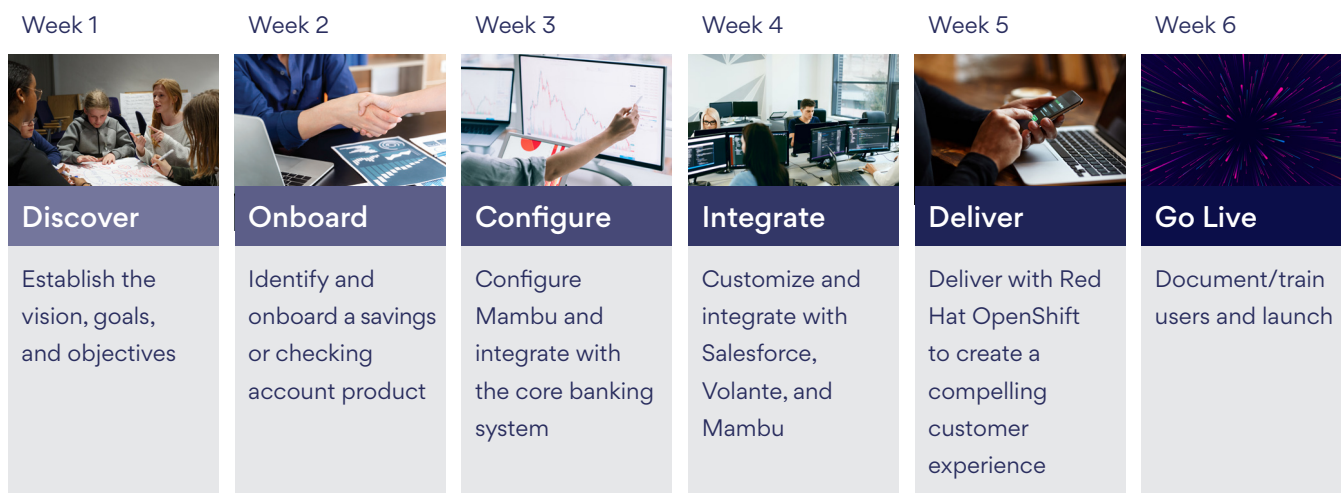 Week 1
Discover
Establish the
vision, goals,
and objectives
Week 2
Onboard
Identify and
onboard a savings
or checking
account product
Week 3
Configure
Configure
Mambu and
integrate with
the core banking
system
Week 4
Integrate
Customize and
integrate with
Salesforce,
Volante, and
Mambu
Week 5
Deliver
Deliver with Red
Hat OpenShift
to create a
compelling
customer
experience
Week 6
Go Live
Document/train
users and launch